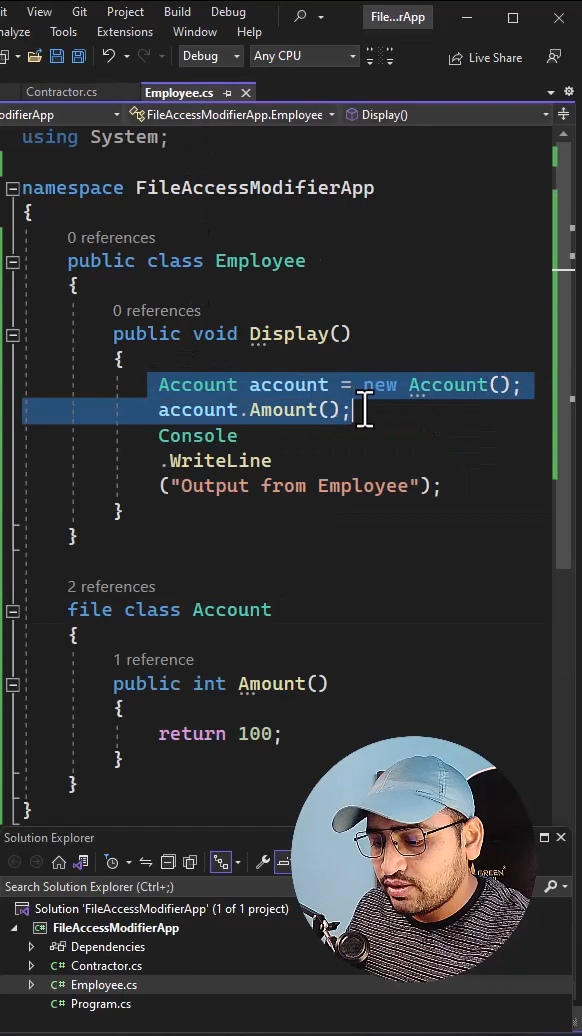 View Git Project Build Debug File...rApp
nalyze Tools Extensions Window Help
Debug Any CPU Live Share
Contractor.cs Employee.cs
odifierApp FileAccessModifierApp.Employee Display()
using System;
namespace FileAccessModifierApp
{
0 references
public class Employee
{
0 references
public void Display()
{
Account account = new Account();
account.Amount();
Console
.WriteLine
("Output from Employee");
}
}
2 references
file class Account
{
1 reference
public int Amount()
{
return 100;
}
}
}
Solution Explorer
Search Solution Explorer (Ctrl+;)
Solution 'FileAccessModifierApp' (1 of 1 project)
FileAccessModifierApp
Dependencies
C# Contractor.cs
C# Employee.cs
C# Program.cs
GREEN